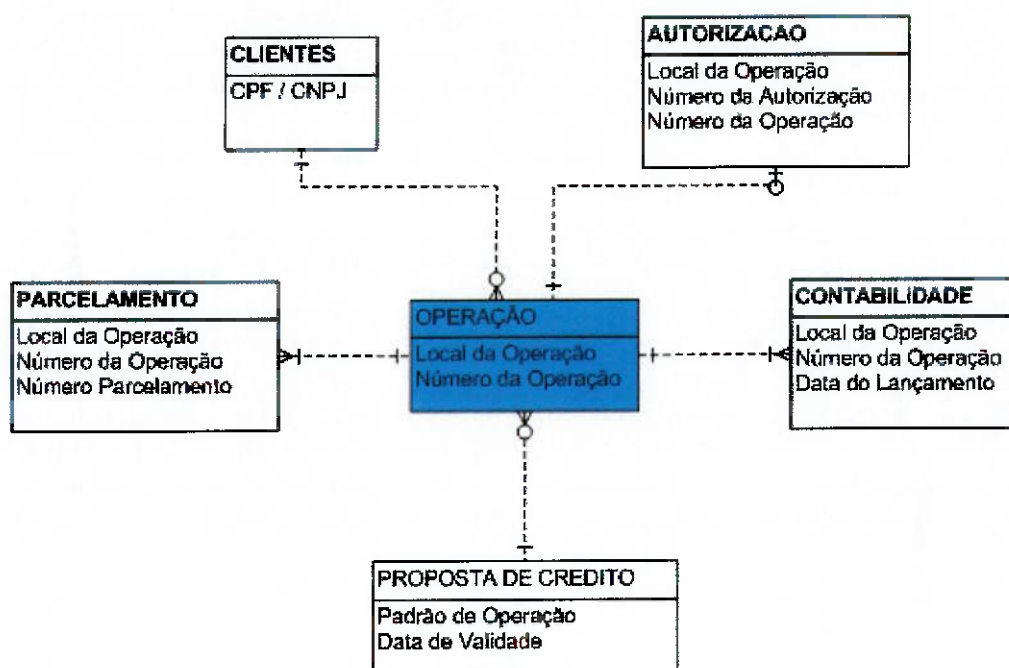 CLIENTES
CPF / CNPJ
AUTORIZACAO
Local da Operação
Número da Autorização
Número da Operação
PARCELAMENTO
Local da Operação
Número da Operação
Número Parcelamento
OPERAÇÃO
Local da Operação
Número da Operação
CONTABILIDADE
Local da Operação
Número da Operação
Data do Lançamento
PROPOSTA DE CREDITO
Padrão de Operação
Data de Validade